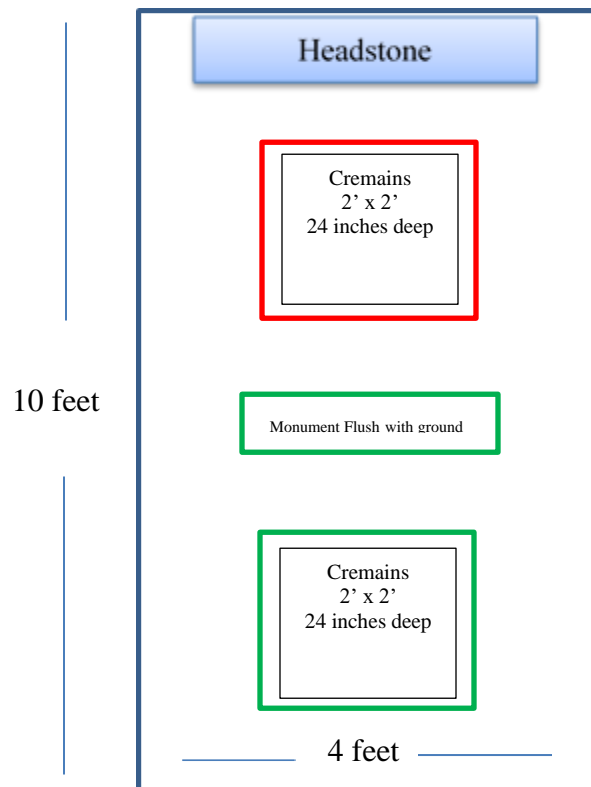 Headstone
Cremains
2’ x 2’
24 inches deep
10 feet
Monument Flush with ground
Cremains
2’ x 2’
24 inches deep
4 feet